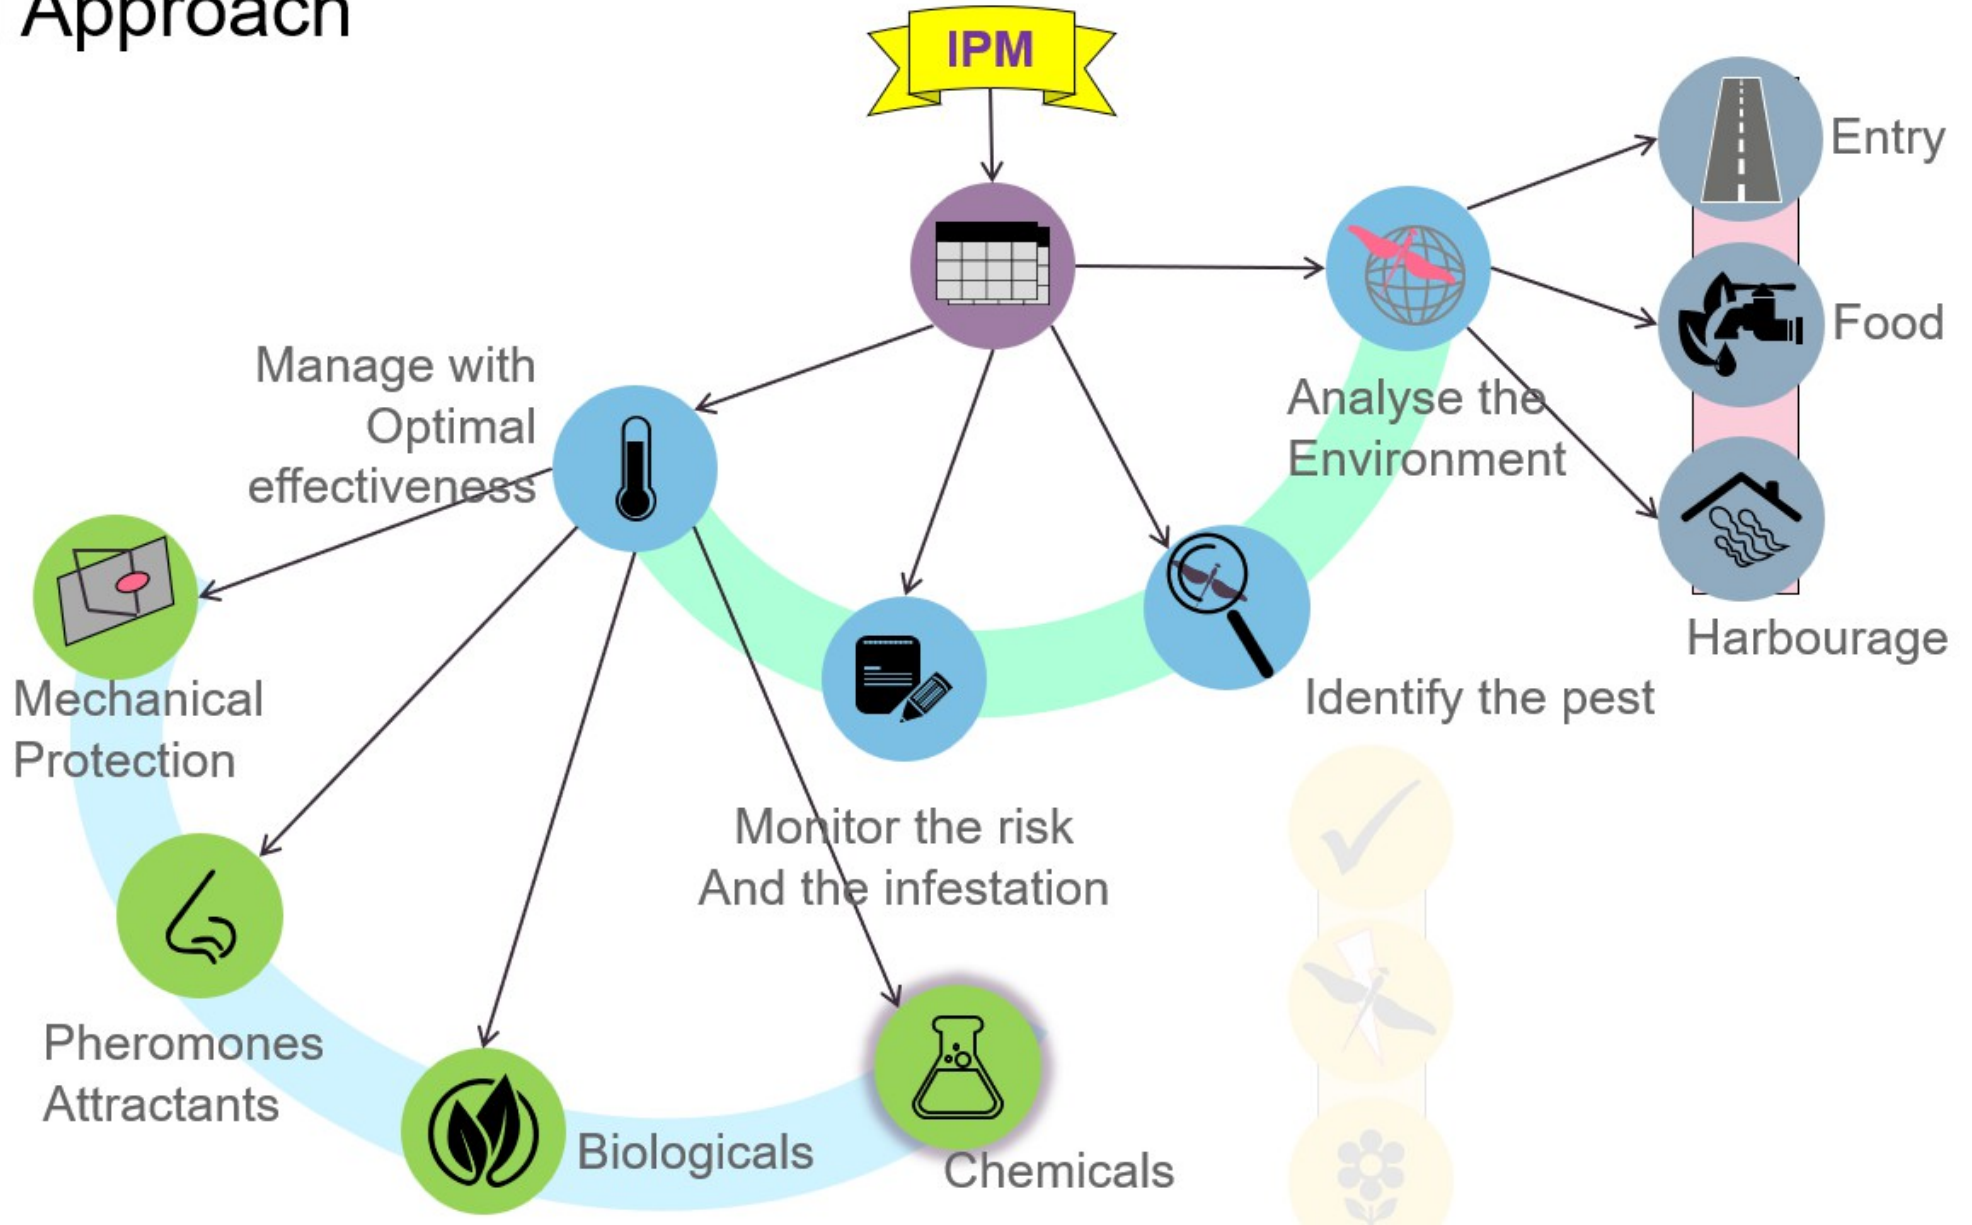 Approach
IPM
Entry
Food
Harbourage
Analyse the
Environment
Identify the pest
Monitor the risk
And the infestation
Manage with
Optimal
effectiveness
Mechanical
Protection
Pheromones
Attractants
Biologicals
Chemicals